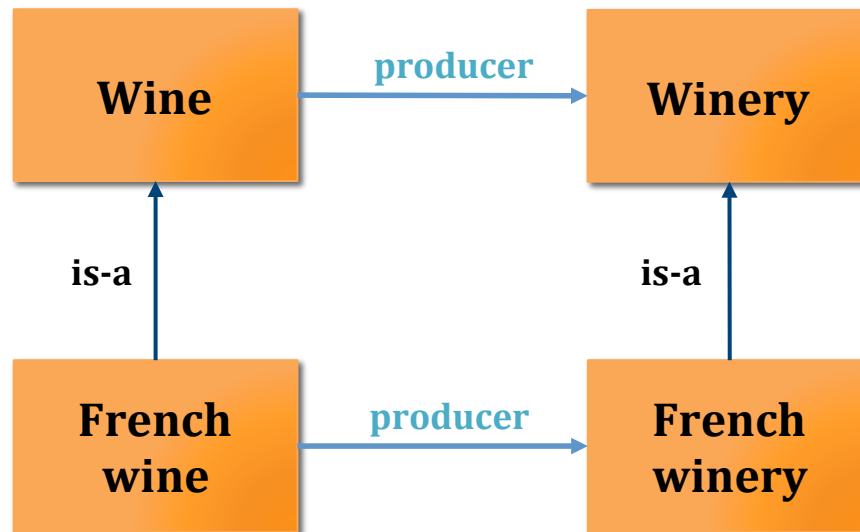 producer
Wine
Winery
is-a
is-a
producer
French
wine
French
winery